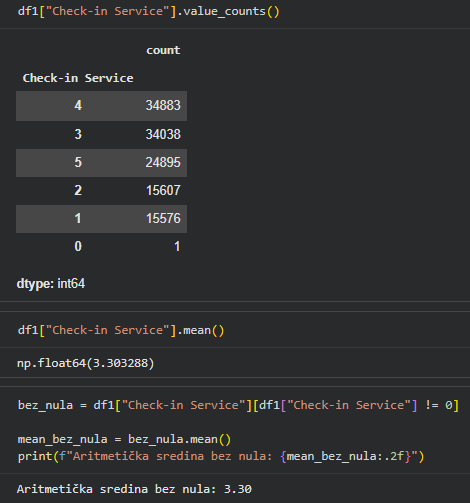 df1["Check-in Service"].value_counts()
count
Check-in Service
4 34883
3 34038
5 24895
2 15607
1 15576
0 1
dtype: int64
df1["Check-in Service"].mean()
np.float64(3.303288)
bez_nula = df1["Check-in Service"][df1["Check-in Service"] != 0]
mean_bez_nula = bez_nula.mean()
print(f"Aritmetička sredina bez nula: {mean_bez_nula:.2f}")
Aritmetička sredina bez nula: 3.30